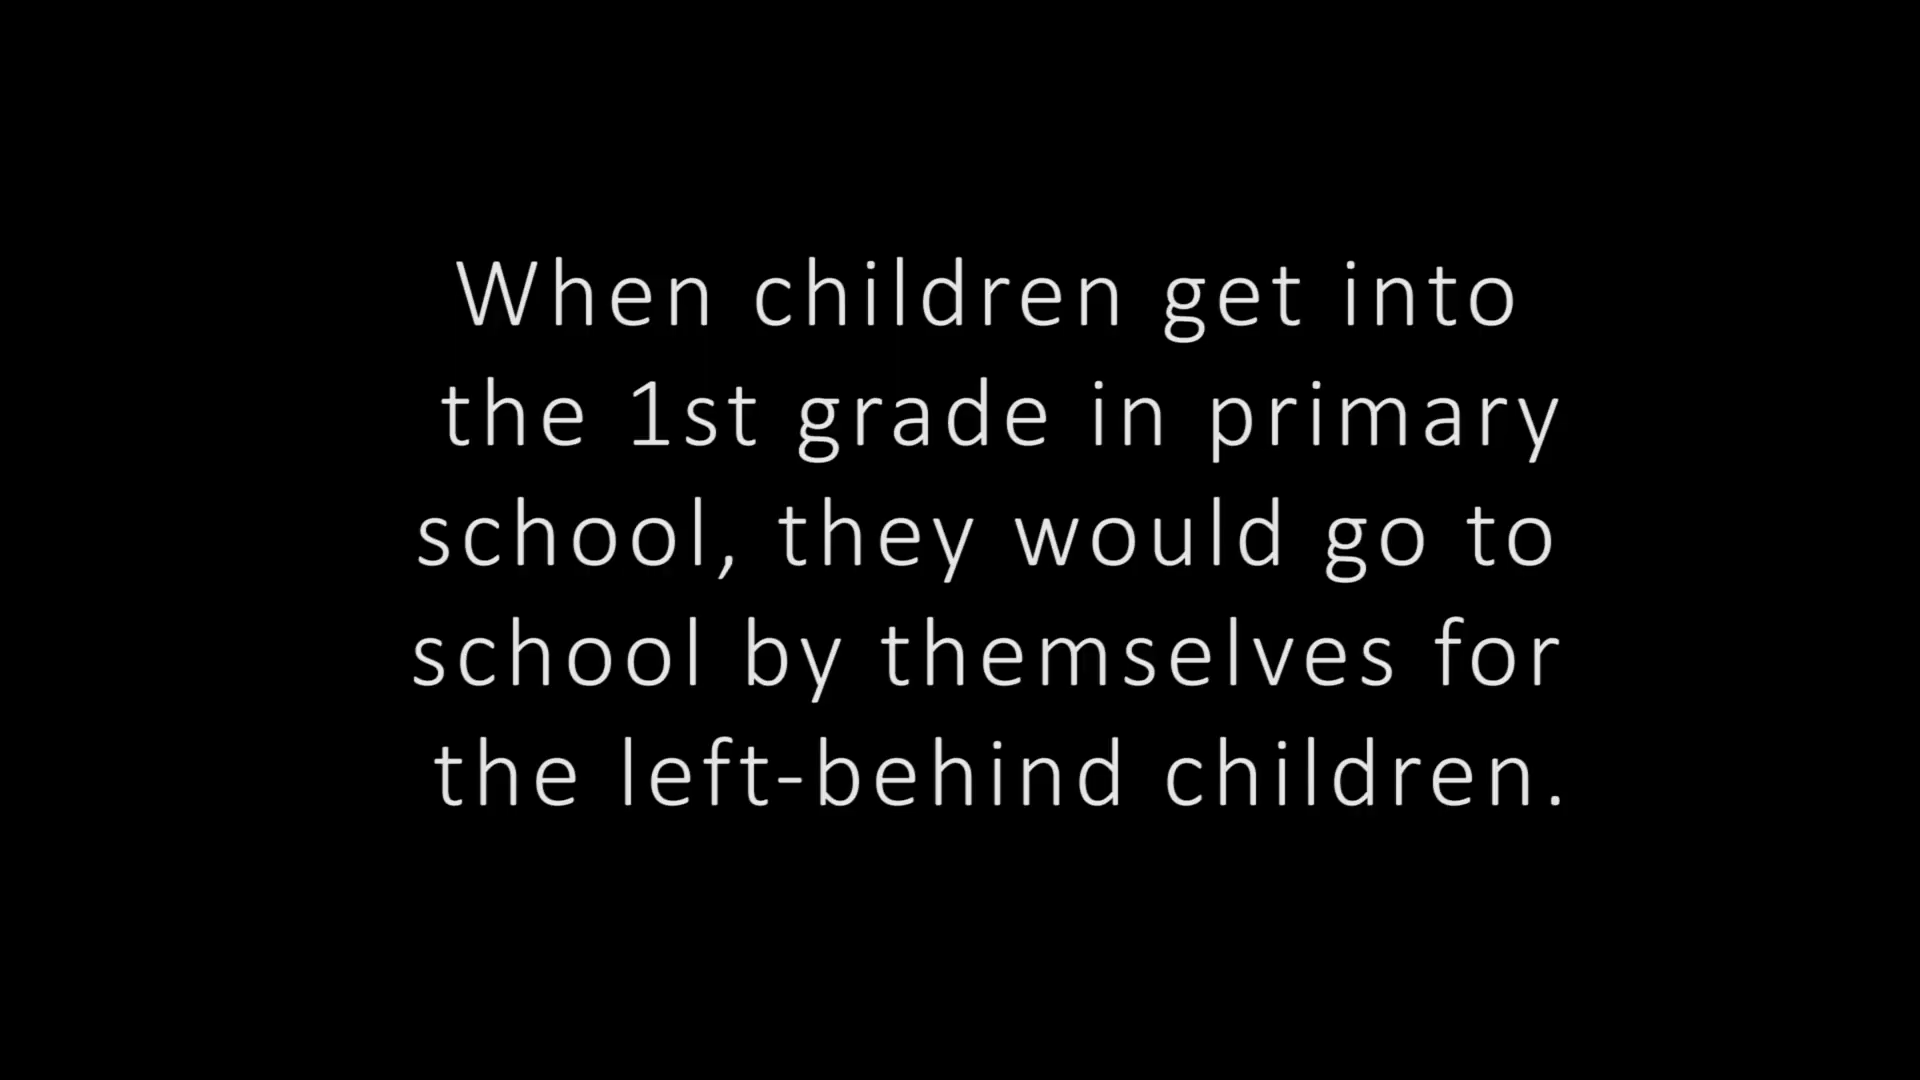 When children get into
the 1st grade in primary
school, they would go to
school by themselves for
the left-behind children.